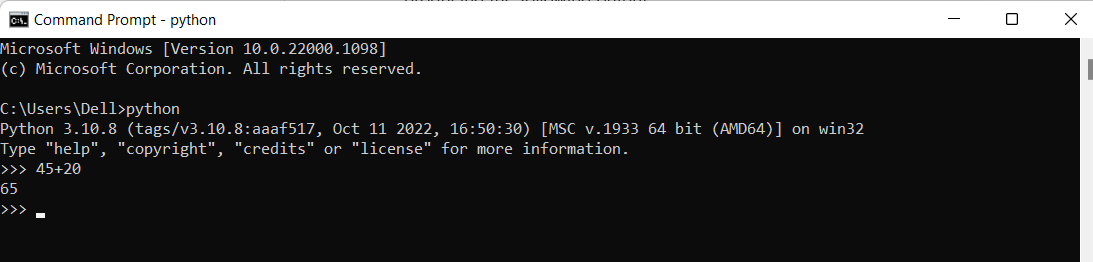 Command Prompt - python
Microsoft Windows [Version 10.0.22000.1098]
(c) Microsoft Corporation. All rights reserved.
C:\Users\Dell>python
Python 3.10.8 (tags/v3.10.8:aaaf517, Oct 11 2022, 16:50:30) [MSC v.1933 64 bit (AMD64)] on win32
Type "help", "copyright", "credits" or "license" for more information.
>>> 45+20
65
>>>